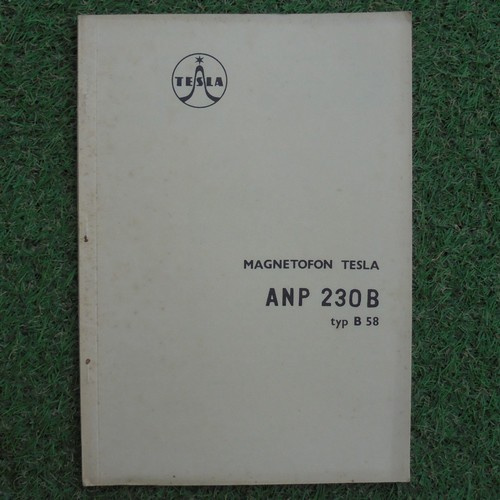 TESLA
MAGNETOFON TESLA
ANP 230B
typ B 58